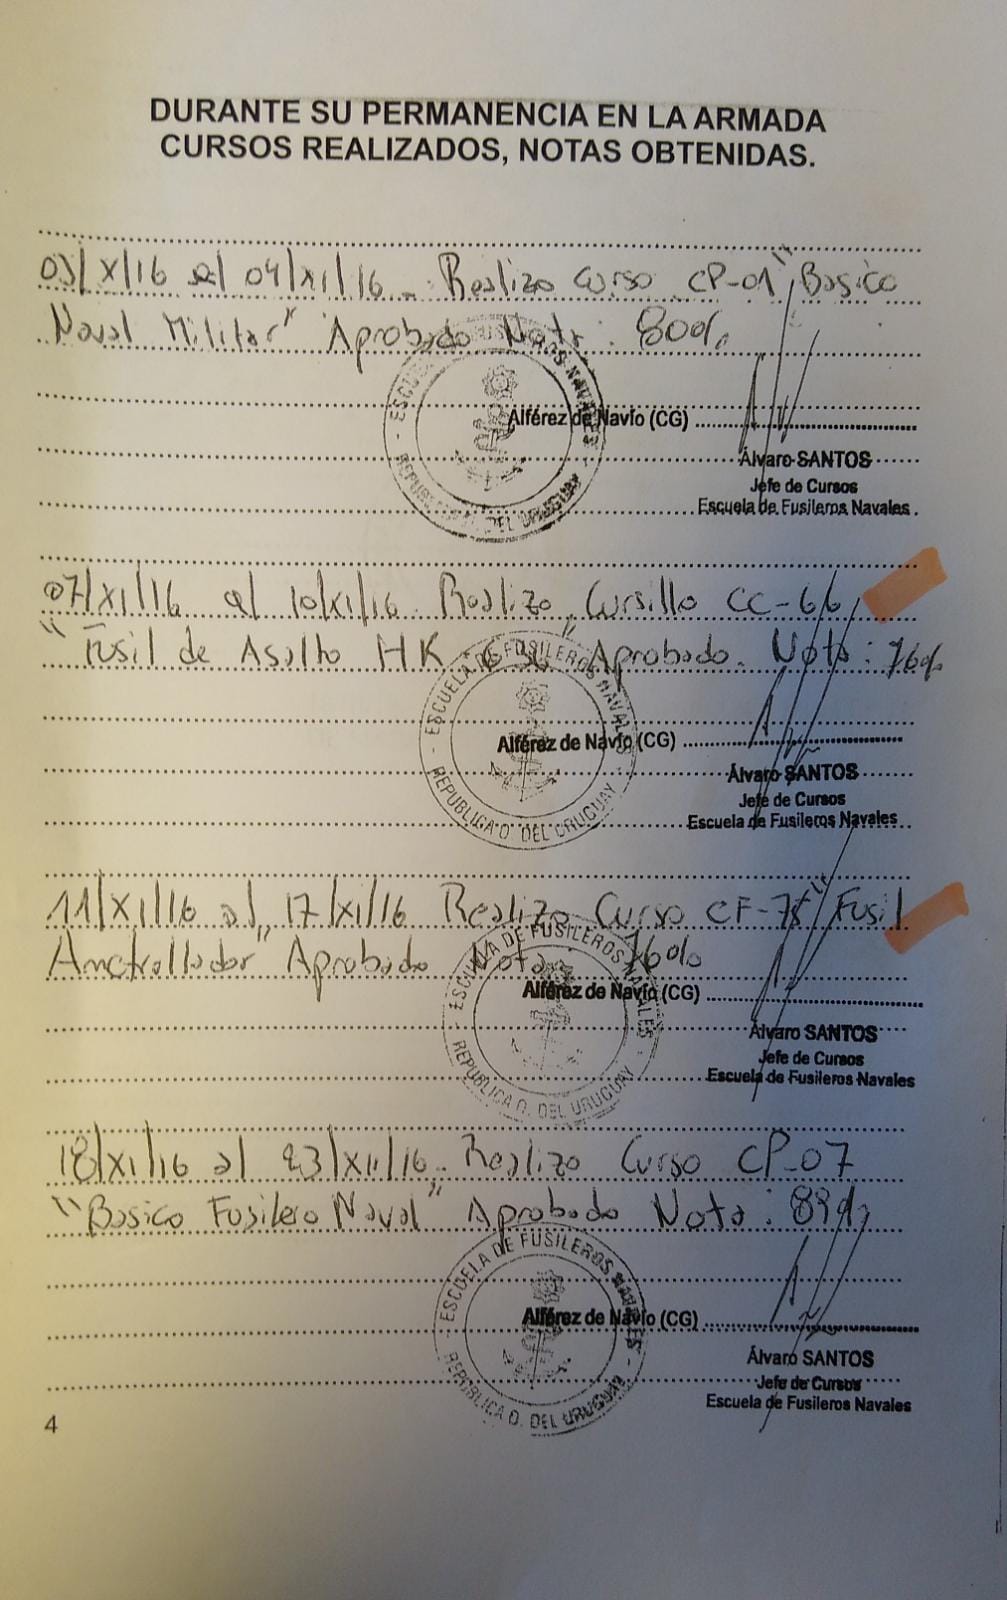 DURANTE SU PERMANENCIA EN LA ARMADA
CURSOS REALIZADOS, NOTAS OBTENIDAS.
03/X/16 al 04/XI/16 - Realizo Curso CP-01 "Basico
Naval Militar" Aprobado Nota: 80%
ESCUELA DE FUSILEROS NAVALES
REPUBLICA O. DEL URUGUAY
Alférez de Navío (CG)
Álvaro SANTOS
Jefe de Cursos
Escuela de Fusileros Navales
07/XI/16 al 10/XI/16. Realizo Cursillo CC-66
"Fusil de Asalto HK Aprobado. Nota: 76%
ESCUELA DE FUSILEROS NAVALES
REPUBLICA O. DEL URUGUAY
Alférez de Navío (CG)
Álvaro SANTOS
Jefe de Cursos
Escuela de Fusileros Navales
11/XI/16 al 17/XI/16 Realizo Curso CF-75 "Fusil
Ametrallador" Aprobado Nota 76%
ESCUELA DE FUSILEROS NAVALES
REPUBLICA O. DEL URUGUAY
Alférez de Navío (CG)
Álvaro SANTOS
Jefe de Cursos
Escuela de Fusileros Navales
18/XI/16 al 23/XII/16. Realizo Curso CP-07
"Basico Fusilero Naval" Aprobado Nota: 89%
ESCUELA DE FUSILEROS NAVALES
REPUBLICA O. DEL URUGUAY
Alférez de Navío (CG)
Álvaro SANTOS
Jefe de Cursos
Escuela de Fusileros Navales
4